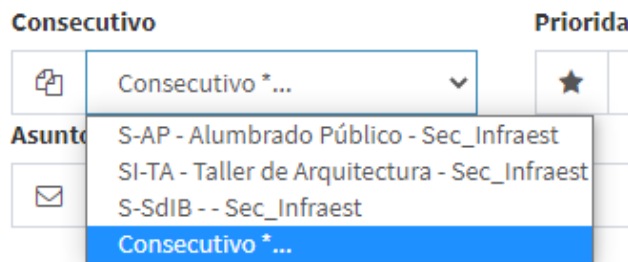 Consecutivo Priorida
Consecutivo *...
Asunto
S-AP - Alumbrado Público - Sec_Infraest
SI-TA - Taller de Arquitectura - Sec_Infraest
S-SdIB - - Sec_Infraest
Consecutivo *...